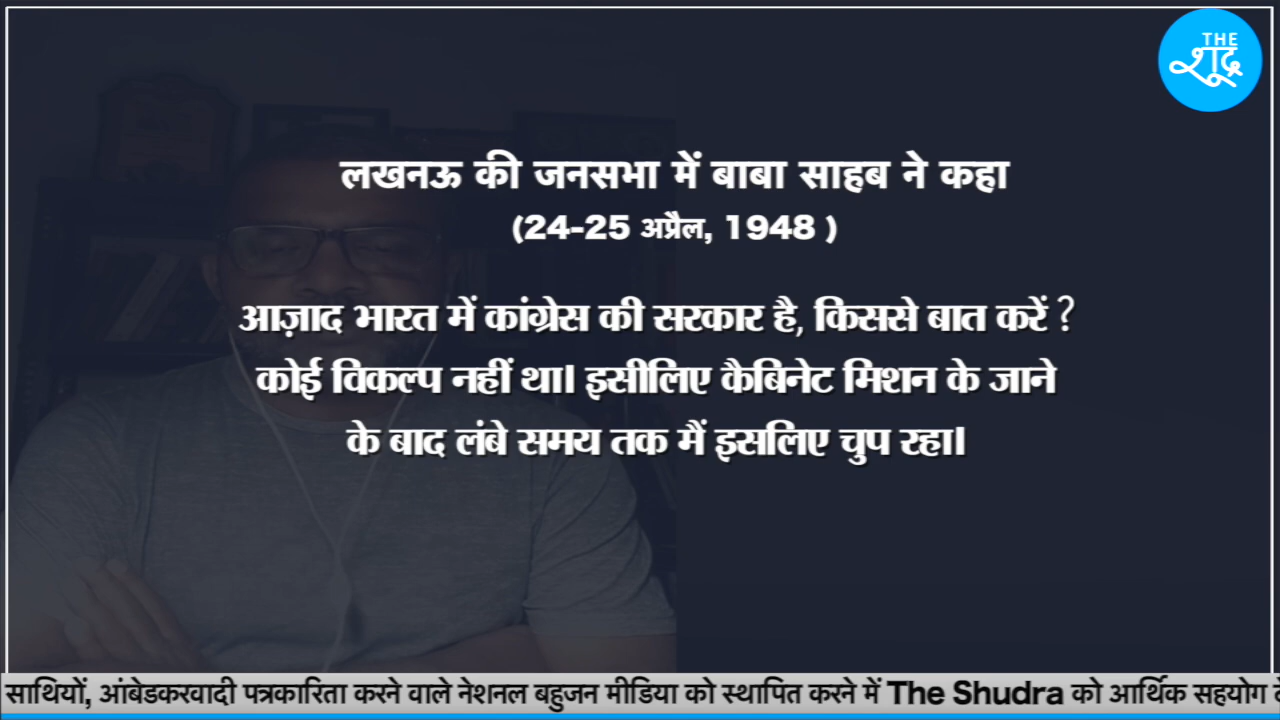 THE
शूद्र
लखनऊ की जनसभा में बाबा साहब ने कहा
(24-25 अप्रैल, 1948 )
आज़ाद भारत में कांग्रेस की सरकार है, किससे बात करें ?
कोई विकल्प नहीं था। इसीलिए कैबिनेट मिशन के जाने
के बाद लंबे समय तक मैं इसलिए चुप रहा।
साथियों, आंबेडकरवादी पत्रकारिता करने वाले नेशनल बहुजन मीडिया को स्थापित करने में The Shudra को आर्थिक सहयोग